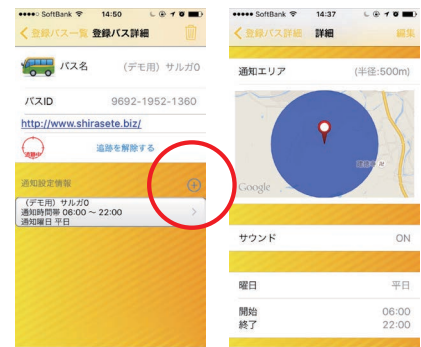 SoftBank 14:50
登録バス一覧 登録バス詳細
バス名 (デモ用) サルガ0
バスID 9692-1952-1360
http://www.shirasete.biz/
追跡中 追跡を解除する
通知設定情報
(デモ用) サルガ0
通知時間帯 06:00 ～ 22:00
通知曜日 平日
SoftBank 14:37
登録バス詳細 詳細 編集
通知エリア (半径:500m)
Google
サウンド ON
曜日 平日
開始 06:00
終了 22:00